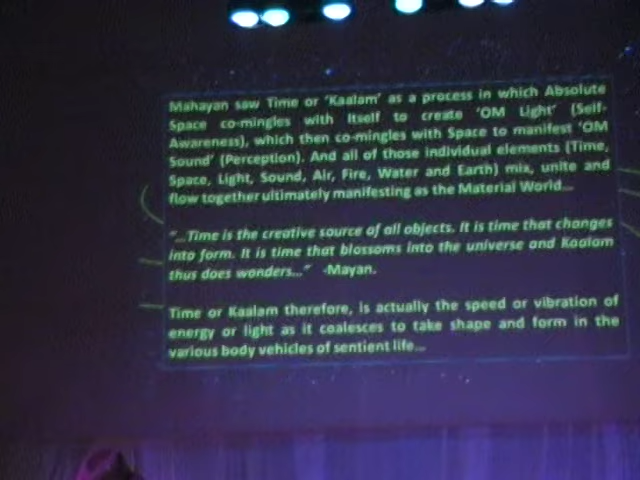 Mahayan saw Time or 'Kaalam' as a process in which Absolute
Space co-mingles with Itself to create 'OM Light' (Self-
Awareness), which then co-mingles with Space to manifest 'OM
Sound' (Perception). And all of those individual elements (Time,
Space, Light, Sound, Air, Fire, Water and Earth) mix, unite and
flow together ultimately manifesting as the Material World...
"...Time is the creative source of all objects. It is time that changes
into form. It is time that blossoms into the universe and Kaalam
thus does wonders..." -Mayan.
Time or Kaalam therefore, is actually the speed or vibration of
energy or light as it coalesces to take shape and form in the
various body vehicles of sentient life...